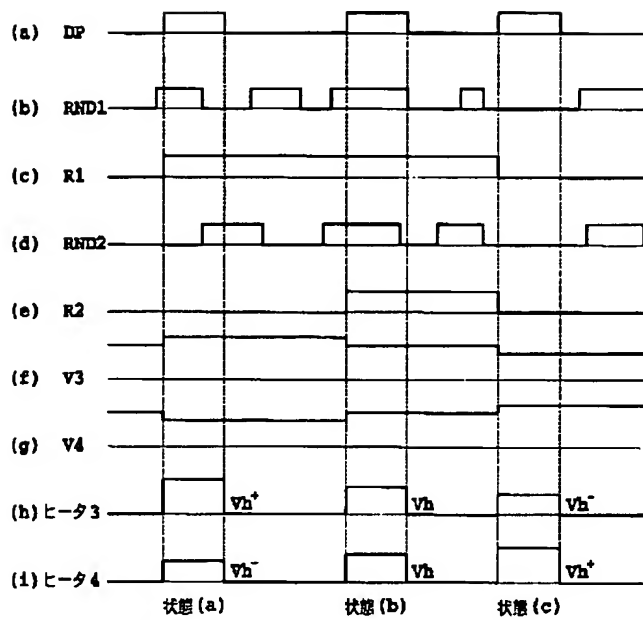 (a) DP
(b) RND1
(c) R1
(d) RND2
(e) R2
(f) V3
(g) V4
(h)ヒータ3 Vh⁺ Vh Vh⁻
(i)ヒータ4 Vh⁻ Vh Vh⁺
状態(a) 状態(b) 状態(c)